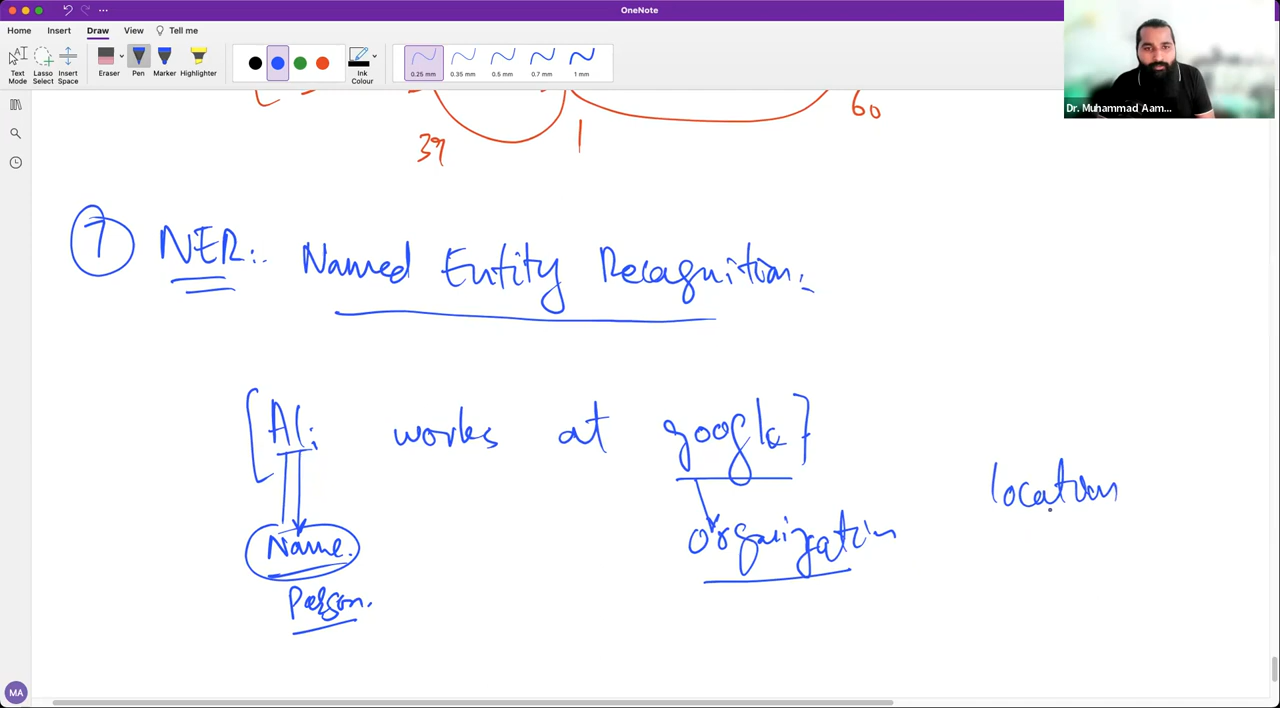 OneNote
Home Insert Draw View Tell me
Text Mode
Lasso Select
Insert Space
Eraser
Pen
Marker
Highlighter
Ink Colour
0.25 mm
0.35 mm
0.5 mm
0.7 mm
1 mm
Dr. Muhammad Aam...
39
1
60
7 NER:. Named Entity Recognition:
[Ali works at google}
location
Name.
organization
Person.
MA